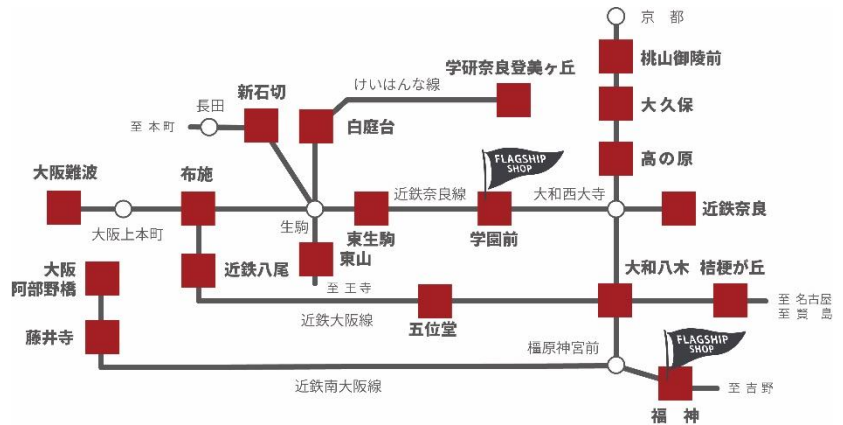 京 都
桃山御陵前
学研奈良登美ヶ丘
けいはんな線
新石切
長田
至 本町
白庭台
大久保
高の原
FLAGSHIP
SHOP
大阪難波
布施
近鉄奈良線
大和西大寺
近鉄奈良
大阪上本町
生駒
東生駒
学園前
東山
大阪
阿部野橋
近鉄八尾
至 王寺
大和八木
桔梗が丘
至 名古屋
至 賢 島
近鉄大阪線
五位堂
藤井寺
橿原神宮前
FLAGSHIP
SHOP
近鉄南大阪線
至 吉野
福 神